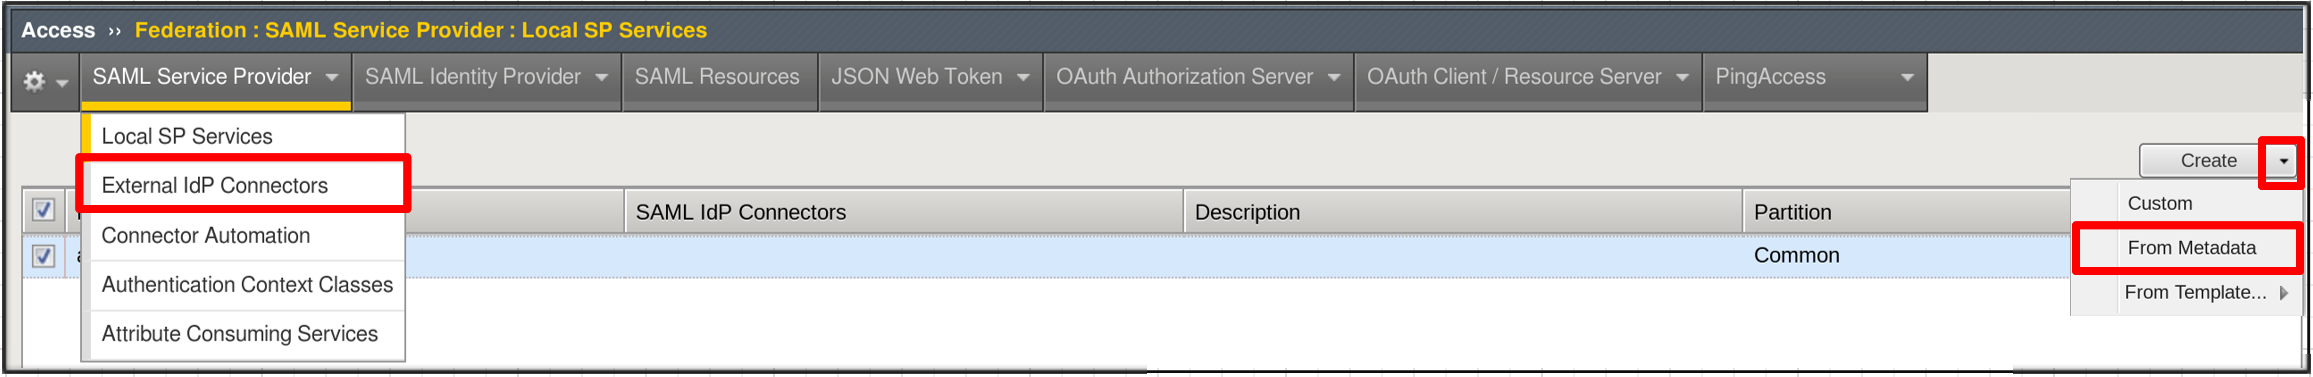 Access ›› Federation : SAML Service Provider : Local SP Services
SAML Service Provider SAML Identity Provider SAML Resources JSON Web Token OAuth Authorization Server OAuth Client / Resource Server PingAccess
Local SP Services
External IdP Connectors
Connector Automation
Authentication Context Classes
Attribute Consuming Services
Create
Custom
From Metadata
From Template...
SAML IdP Connectors Description Partition
Common